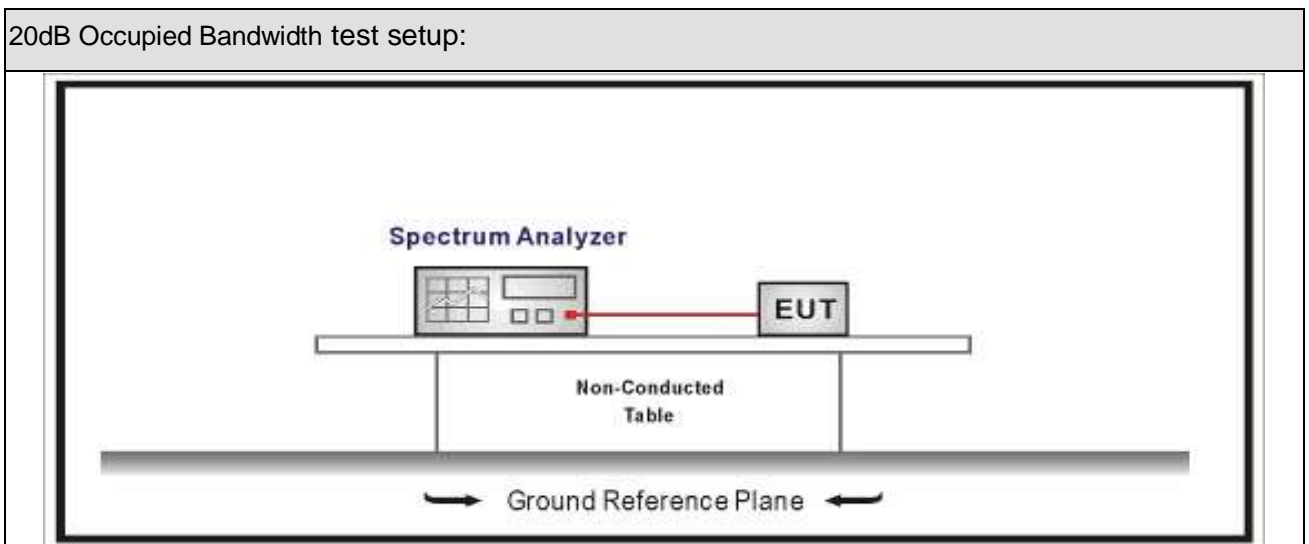 20dB Occupied Bandwidth test setup:
Spectrum Analyzer
EUT
Non-Conducted
Table
Ground Reference Plane